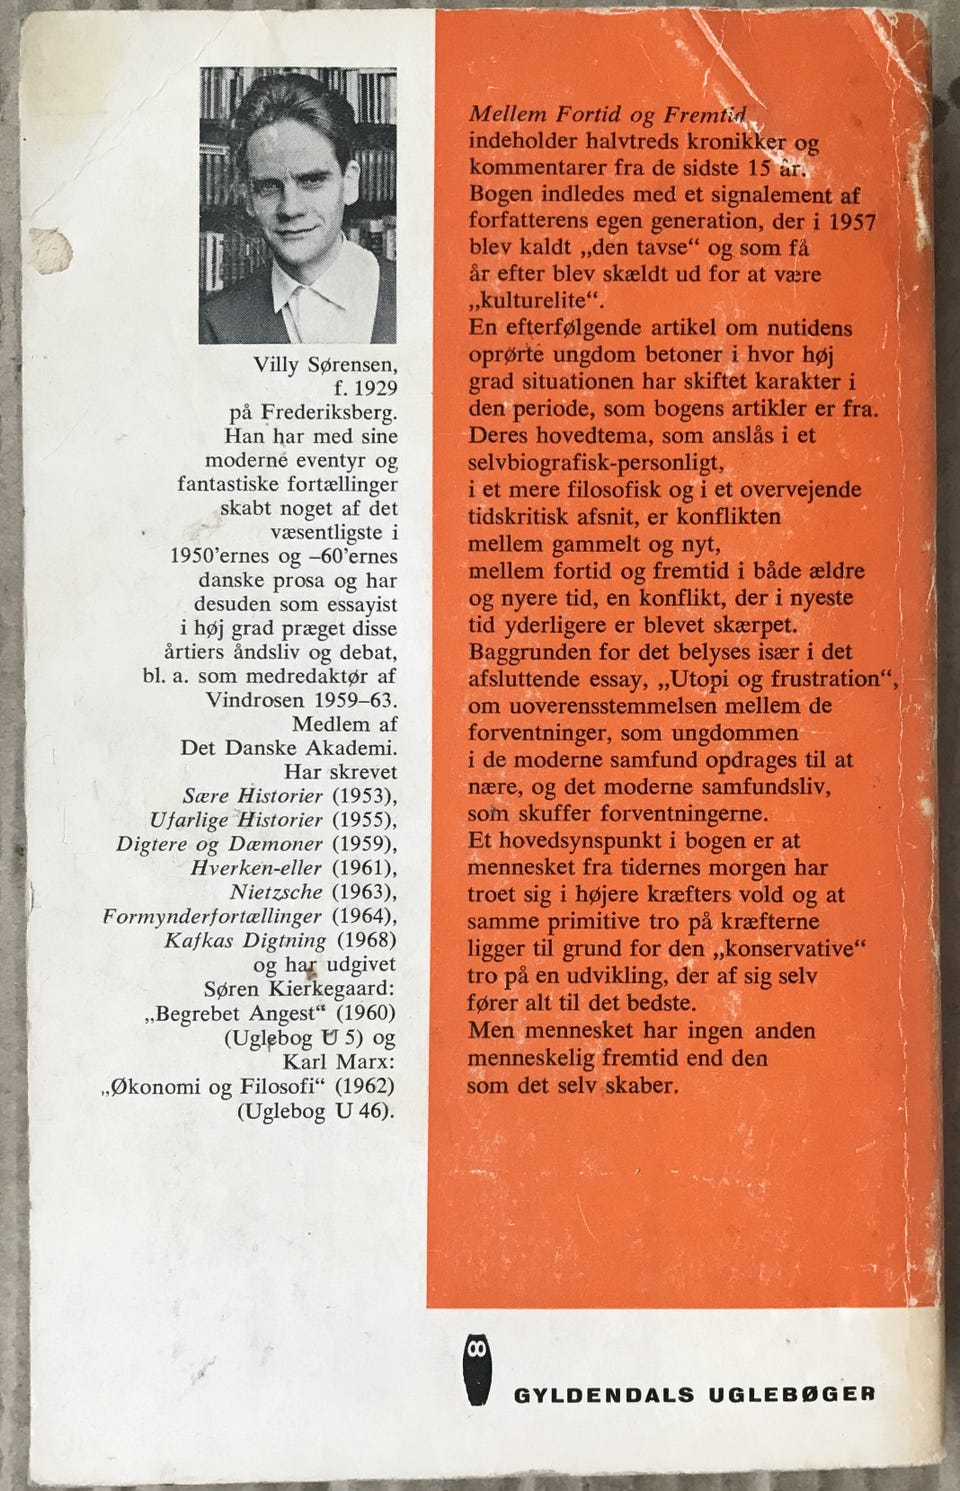 Villy Sørensen,
f. 1929
på Frederiksberg.
Han har med sine
moderne eventyr og
fantastiske fortællinger
skabt noget af det
væsentligste i
1950'ernes og –60'ernes
danske prosa og har
desuden som essayist
i høj grad præget disse
årtiers åndsliv og debat,
bl. a. som medredaktør af
Vindrosen 1959–63.
Medlem af
Det Danske Akademi.
Har skrevet
Sære Historier (1953),
Ufarlige Historier (1955),
Digtere og Dæmoner (1959),
Hverken-eller (1961),
Nietzsche (1963),
Formynderfortællinger (1964),
Kafkas Digtning (1968)
og har udgivet
Søren Kierkegaard:
„Begrebet Angest“ (1960)
(Uglebog U 5) og
Karl Marx:
„Økonomi og Filosofi“ (1962)
(Uglebog U 46).
Mellem Fortid og Fremtid
indeholder halvtreds kronikker og
kommentarer fra de sidste 15 år.
Bogen indledes med et signalement af
forfatterens egen generation, der i 1957
blev kaldt „den tavse“ og som få
år efter blev skældt ud for at være
„kulturelite“.
En efterfølgende artikel om nutidens
oprørte ungdom betoner i hvor høj
grad situationen har skiftet karakter i
den periode, som bogens artikler er fra.
Deres hovedtema, som anslås i et
selvbiografisk-personligt,
i et mere filosofisk og i et overvejende
tidskritisk afsnit, er konflikten
mellem gammelt og nyt,
mellem fortid og fremtid i både ældre
og nyere tid, en konflikt, der i nyeste
tid yderligere er blevet skærpet.
Baggrunden for det belyses især i det
afsluttende essay, „Utopi og frustration“,
om uoverensstemmelsen mellem de
forventninger, som ungdommen
i de moderne samfund opdrages til at
nære, og det moderne samfundsliv,
som skuffer forventningerne.
Et hovedsynspunkt i bogen er at
mennesket fra tidernes morgen har
troet sig i højere kræfters vold og at
samme primitive tro på kræfterne
ligger til grund for den „konservative“
tro på en udvikling, der af sig selv
fører alt til det bedste.
Men mennesket har ingen anden
menneskelig fremtid end den
som det selv skaber.
GYLDENDALS UGLEBØGER